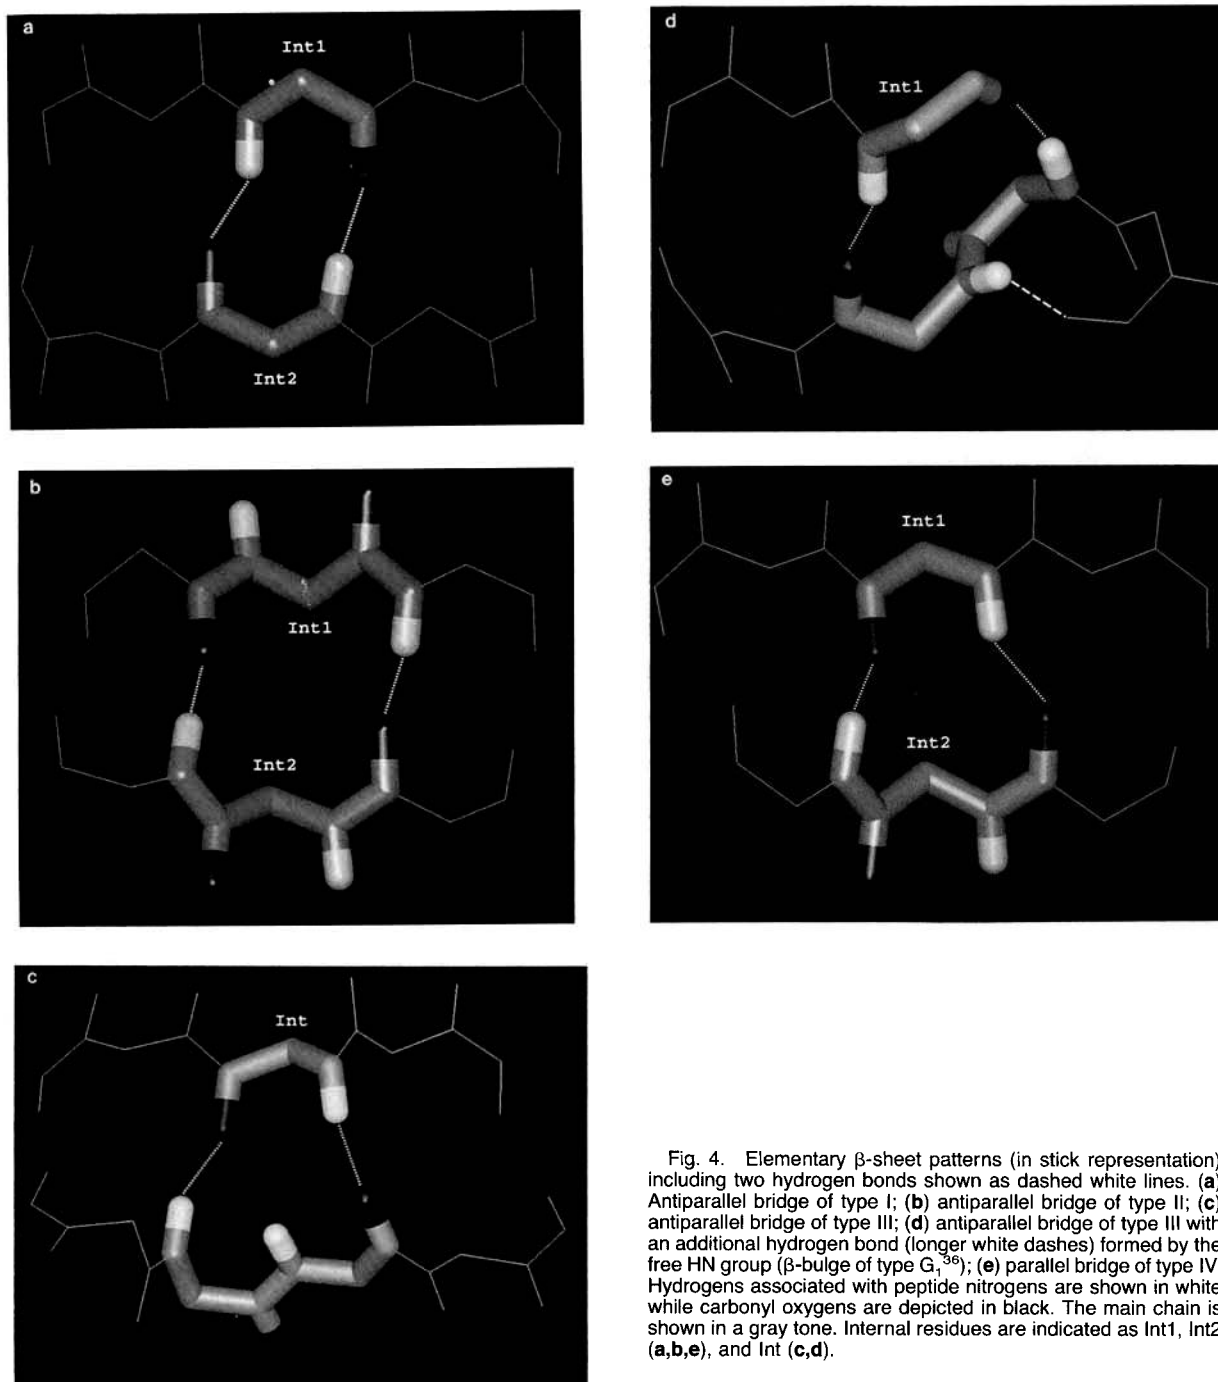 a
Int1
Int2
b
Int1
Int2
c
Int
d
Int1
e
Int1
Int2
Fig. 4. Elementary β-sheet patterns (in stick representation)
including two hydrogen bonds shown as dashed white lines. (a)
Antiparallel bridge of type I; (b) antiparallel bridge of type II; (c)
antiparallel bridge of type III; (d) antiparallel bridge of type III with
an additional hydrogen bond (longer white dashes) formed by the
free HN group (β-bulge of type G₁³⁶); (e) parallel bridge of type IV
Hydrogens associated with peptide nitrogens are shown in white
while carbonyl oxygens are depicted in black. The main chain is
shown in a gray tone. Internal residues are indicated as Int1, Int2
(a,b,e), and Int (c,d).